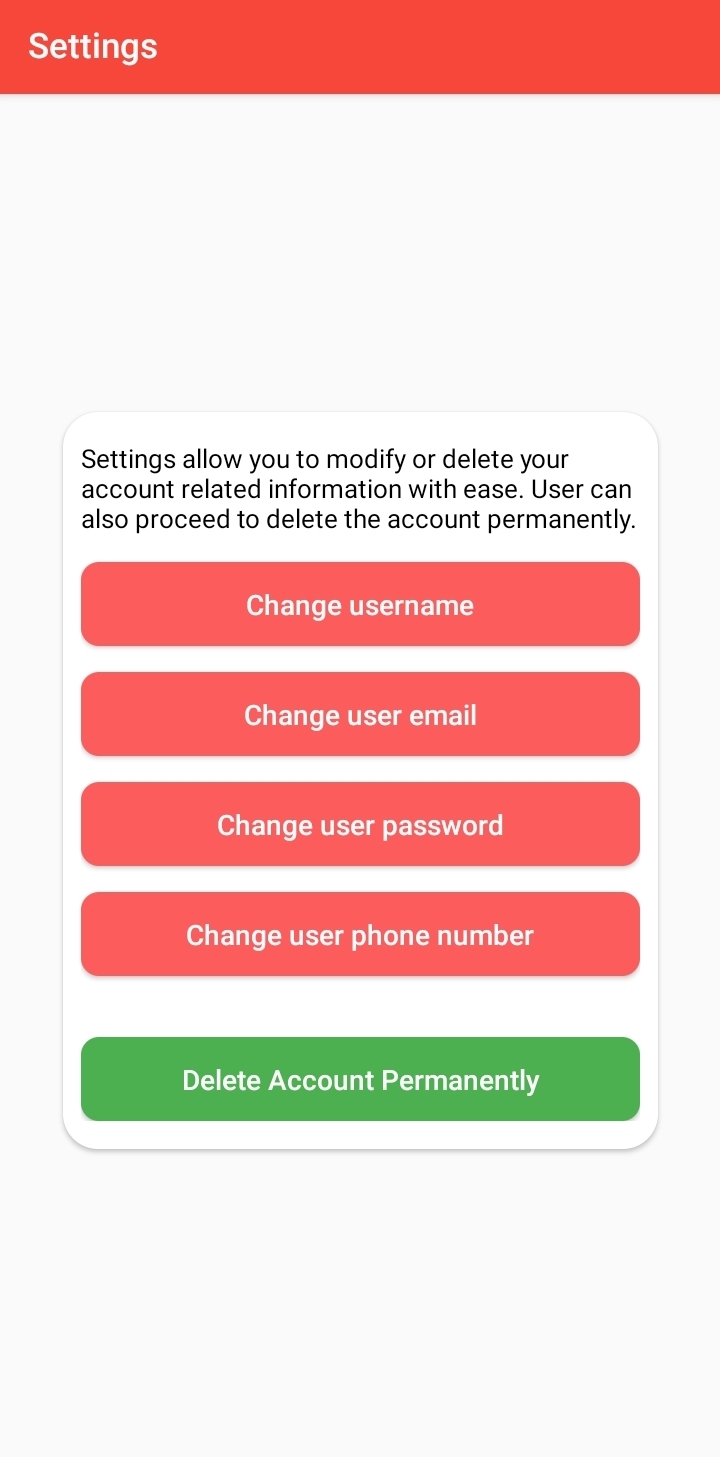 Settings
Settings allow you to modify or delete your
account related information with ease. User can
also proceed to delete the account permanently.
Change username
Change user email
Change user password
Change user phone number
Delete Account Permanently